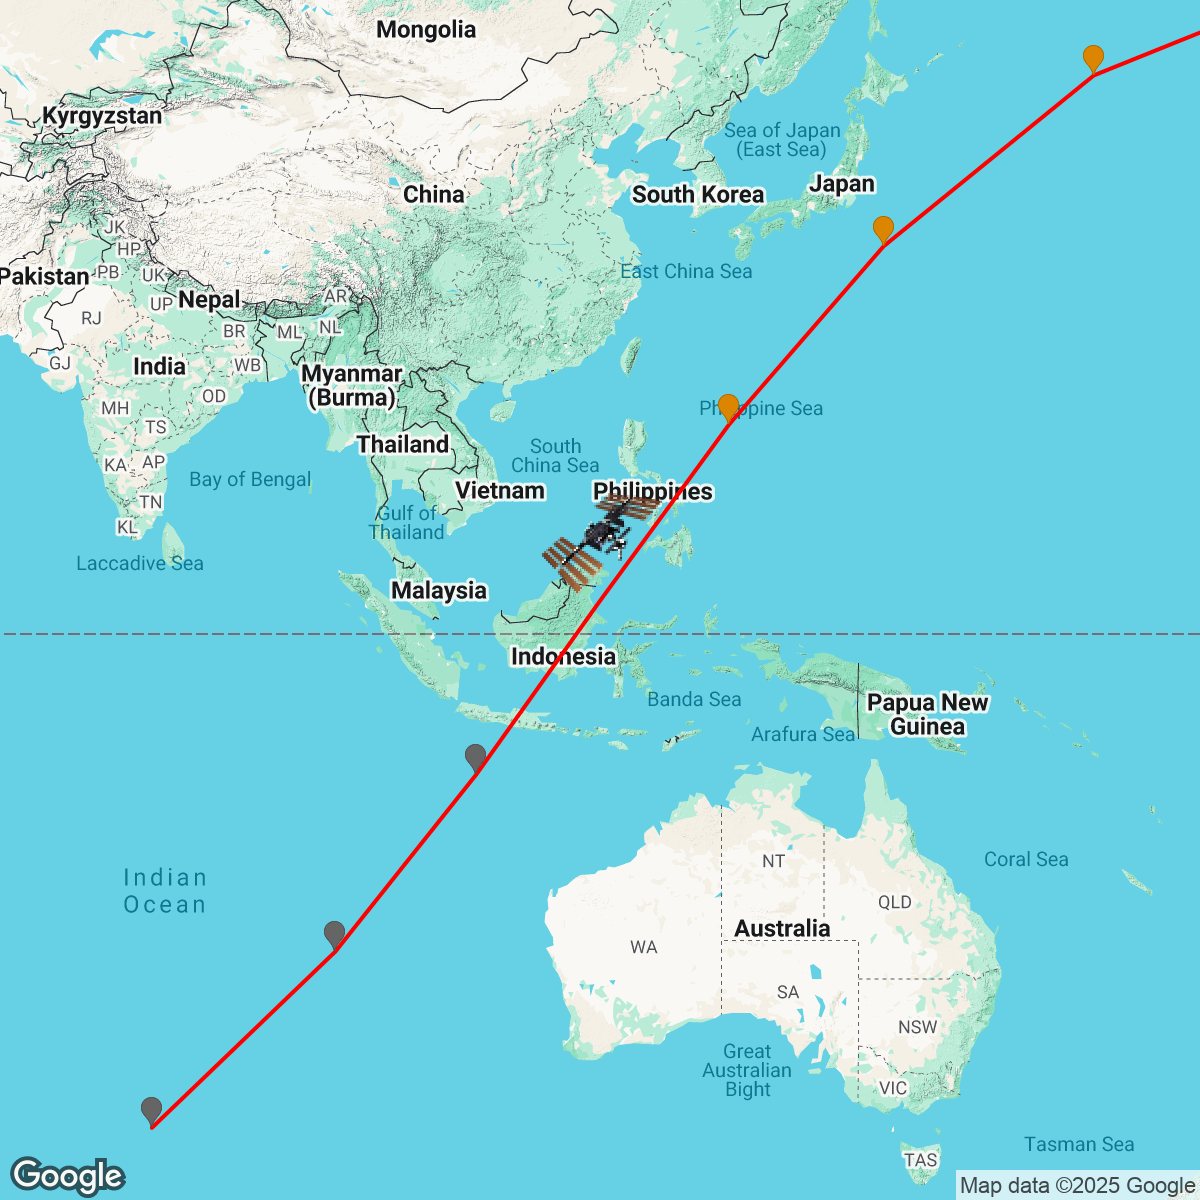 Mongolia
Kyrgyzstan
Sea of Japan
(East Sea)
China
South Korea
Japan
JK
HP
Pakistan
PB
UK
East China Sea
UP
Nepal
AR
RJ
BR
ML
NL
GJ
India
WB
Myanmar
(Burma)
OD
MH
Philippine Sea
TS
Thailand
South
China Sea
KA
AP
Bay of Bengal
Vietnam
Philippines
TN
Gulf of
Thailand
KL
Laccadive Sea
Malaysia
Indonesia
Banda Sea
Papua New
Guinea
Arafura Sea
Indian
Ocean
NT
Coral Sea
QLD
Australia
WA
SA
NSW
Great
Australian
Bight
VIC
Tasman Sea
TAS
Google
Map data ©2025 Google